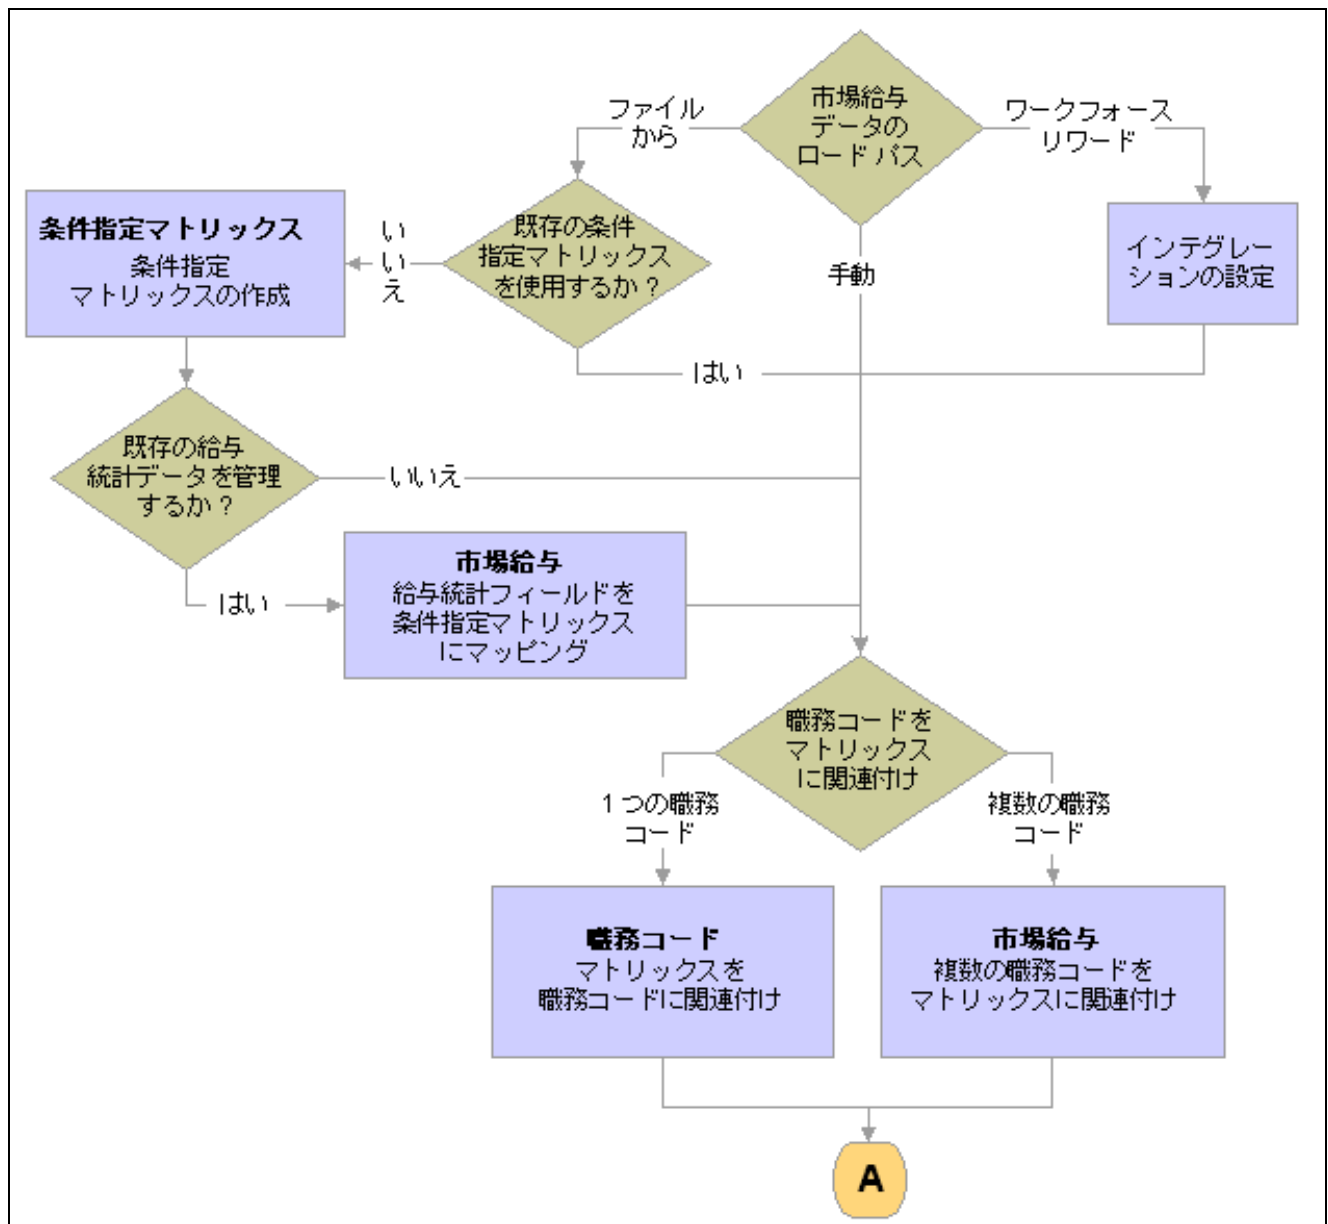 市場給与
データの
ロード パス
ファイル
から
ワークフォース
リワード
条件指定マトリックス
条件指定
マトリックスの作成
い
い
え
既存の条件
指定マトリックス
を使用するか？
手動
インテグレー
ションの設定
はい
既存の給与
統計データを管理
するか？
いいえ
はい
市場給与
給与統計フィールドを
条件指定マトリックス
にマッピング
職務コードを
マトリックス
に関連付け
1 つの職務
コード
複数の職務
コード
職務コード
マトリックスを
職務コードに関連付け
市場給与
複数の職務コードを
マトリックスに関連付け
A